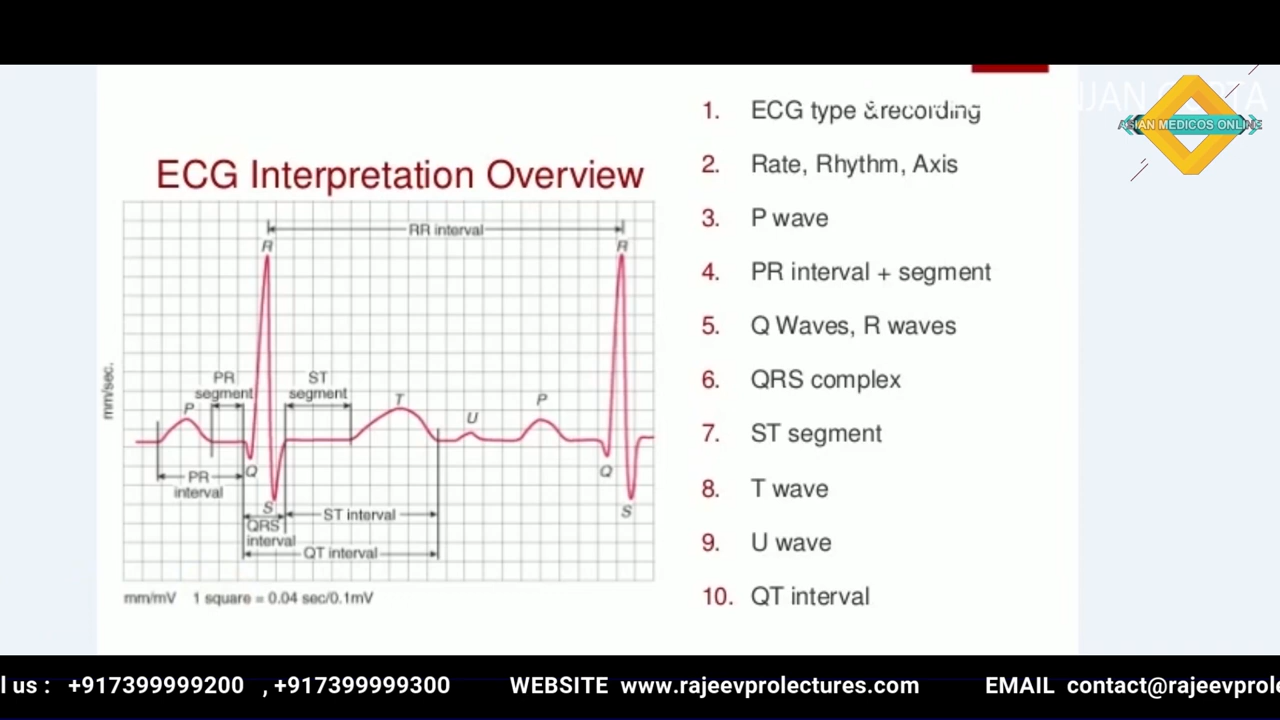 ECG Interpretation Overview
RR interval
R
R
PR
segment
ST
segment
P
T
U
P
PR
interval
Q
S
QRS
interval
ST interval
QT interval
Q
S
mm/sec.
mm/mV 1 square = 0.04 sec/0.1mV
1. ECG type &recording
2. Rate, Rhythm, Axis
3. P wave
4. PR interval + segment
5. Q Waves, R waves
6. QRS complex
7. ST segment
8. T wave
9. U wave
10. QT interval
ASIAN MEDICOS ONLINE
l us : +917399999200 , +917399999300 WEBSITE www.rajeevprolectures.com EMAIL contact@rajeevprole